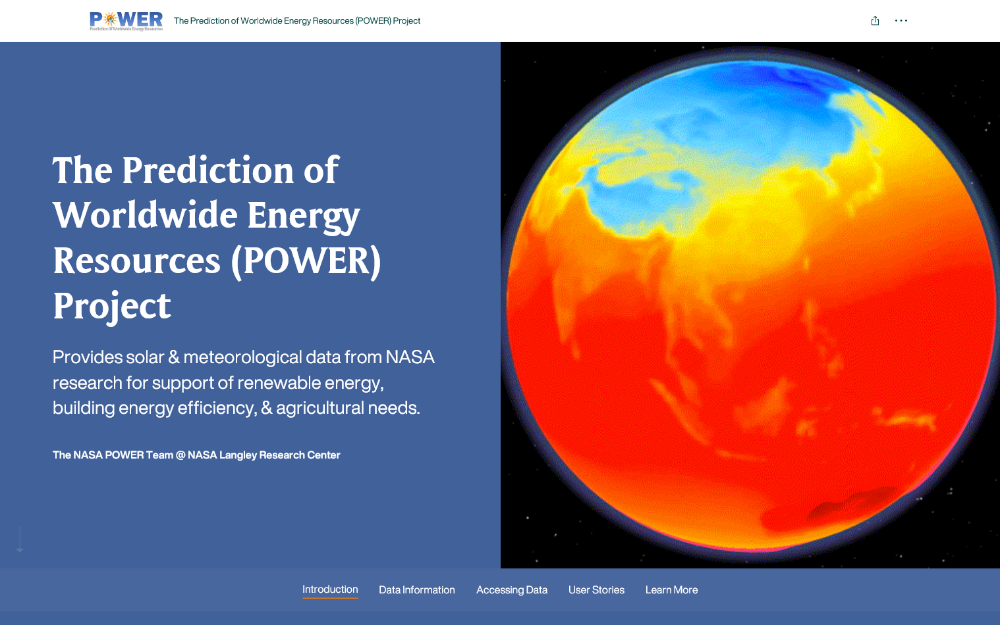 POWER
Prediction Of Worldwide Energy Resources
The Prediction of Worldwide Energy Resources (POWER) Project
The Prediction of
Worldwide Energy
Resources (POWER)
Project
Provides solar & meteorological data from NASA
research for support of renewable energy,
building energy efficiency, & agricultural needs.
The NASA POWER Team @ NASA Langley Research Center
Introduction Data Information Accessing Data User Stories Learn More